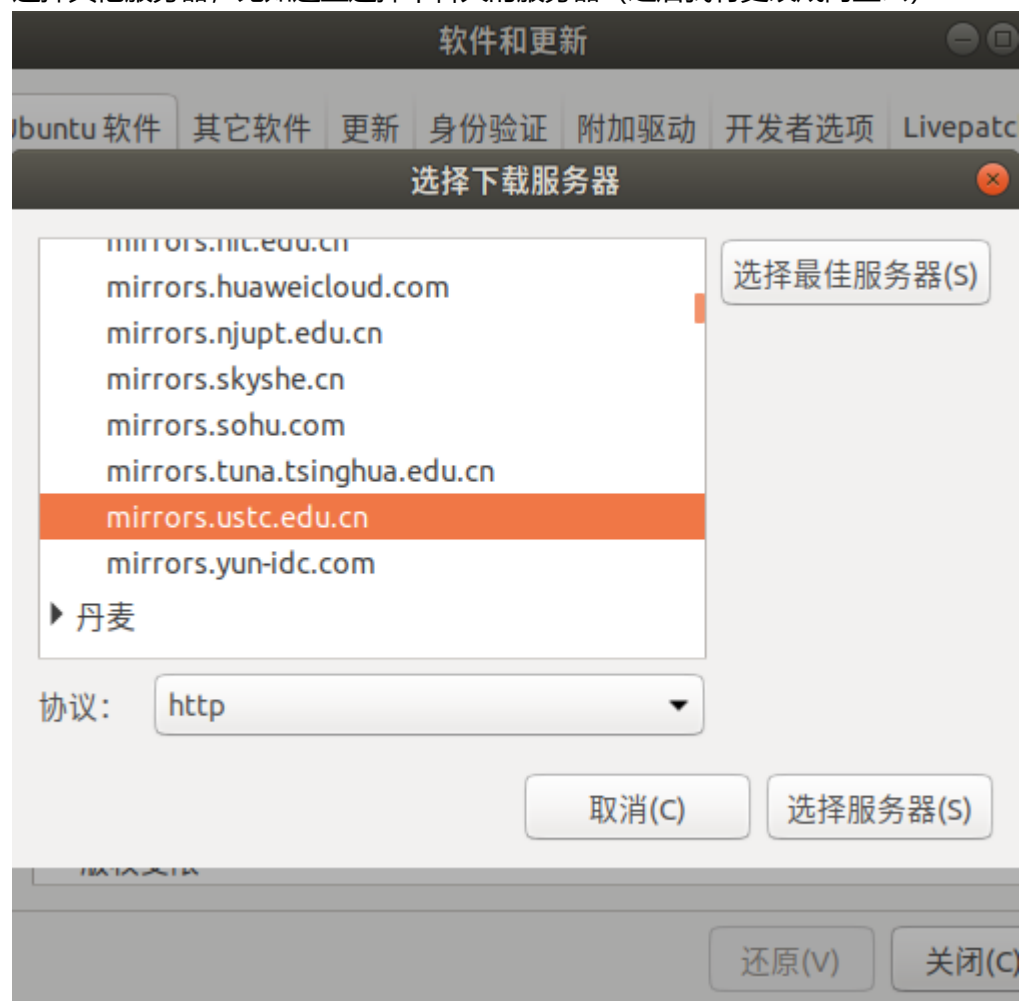 软件和更新
Ubuntu 软件 其它软件 更新 身份验证 附加驱动 开发者选项 Livepatc
选择下载服务器
mirrors.hit.edu.cn
选择最佳服务器(S)
mirrors.huaweicloud.com
mirrors.njupt.edu.cn
mirrors.skyshe.cn
mirrors.sohu.com
mirrors.tuna.tsinghua.edu.cn
mirrors.ustc.edu.cn
mirrors.yun-idc.com
丹麦
协议： http
取消(C) 选择服务器(S)
还原(V) 关闭(C)